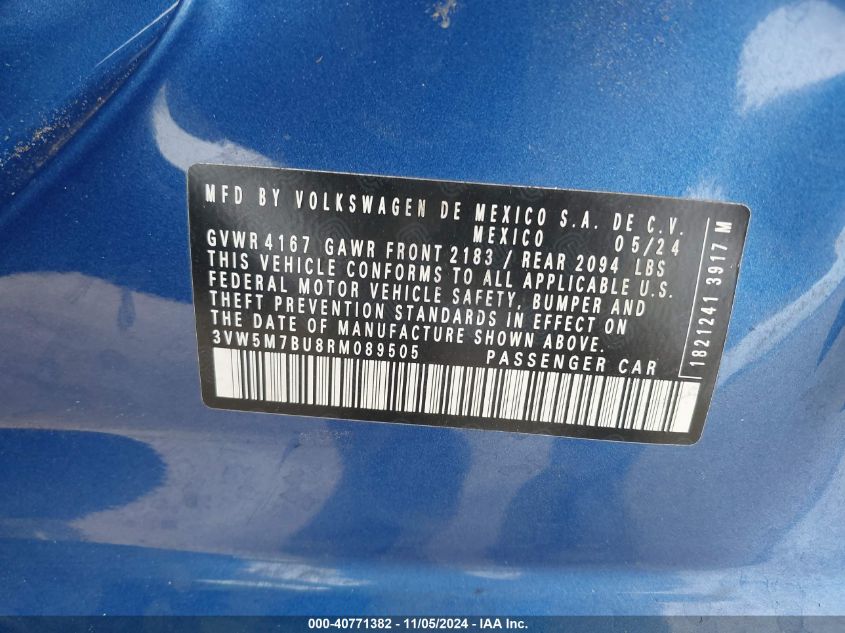 MFD BY VOLKSWAGEN DE MEXICO S.A. DE C.V.
MEXICO 05/24
GVWR 4167 GAWR FRONT 2183 / REAR 2094 LBS
THIS VEHICLE CONFORMS TO ALL APPLICABLE U.S.
FEDERAL MOTOR VEHICLE SAFETY, BUMPER AND
THEFT PREVENTION STANDARDS IN EFFECT ON
THE DATE OF MANUFACTURE SHOWN ABOVE.
3VW5M7BU8RM089505 PASSENGER CAR
1821241 3917 M
000-40771382 - 11/05/2024 - IAA Inc.